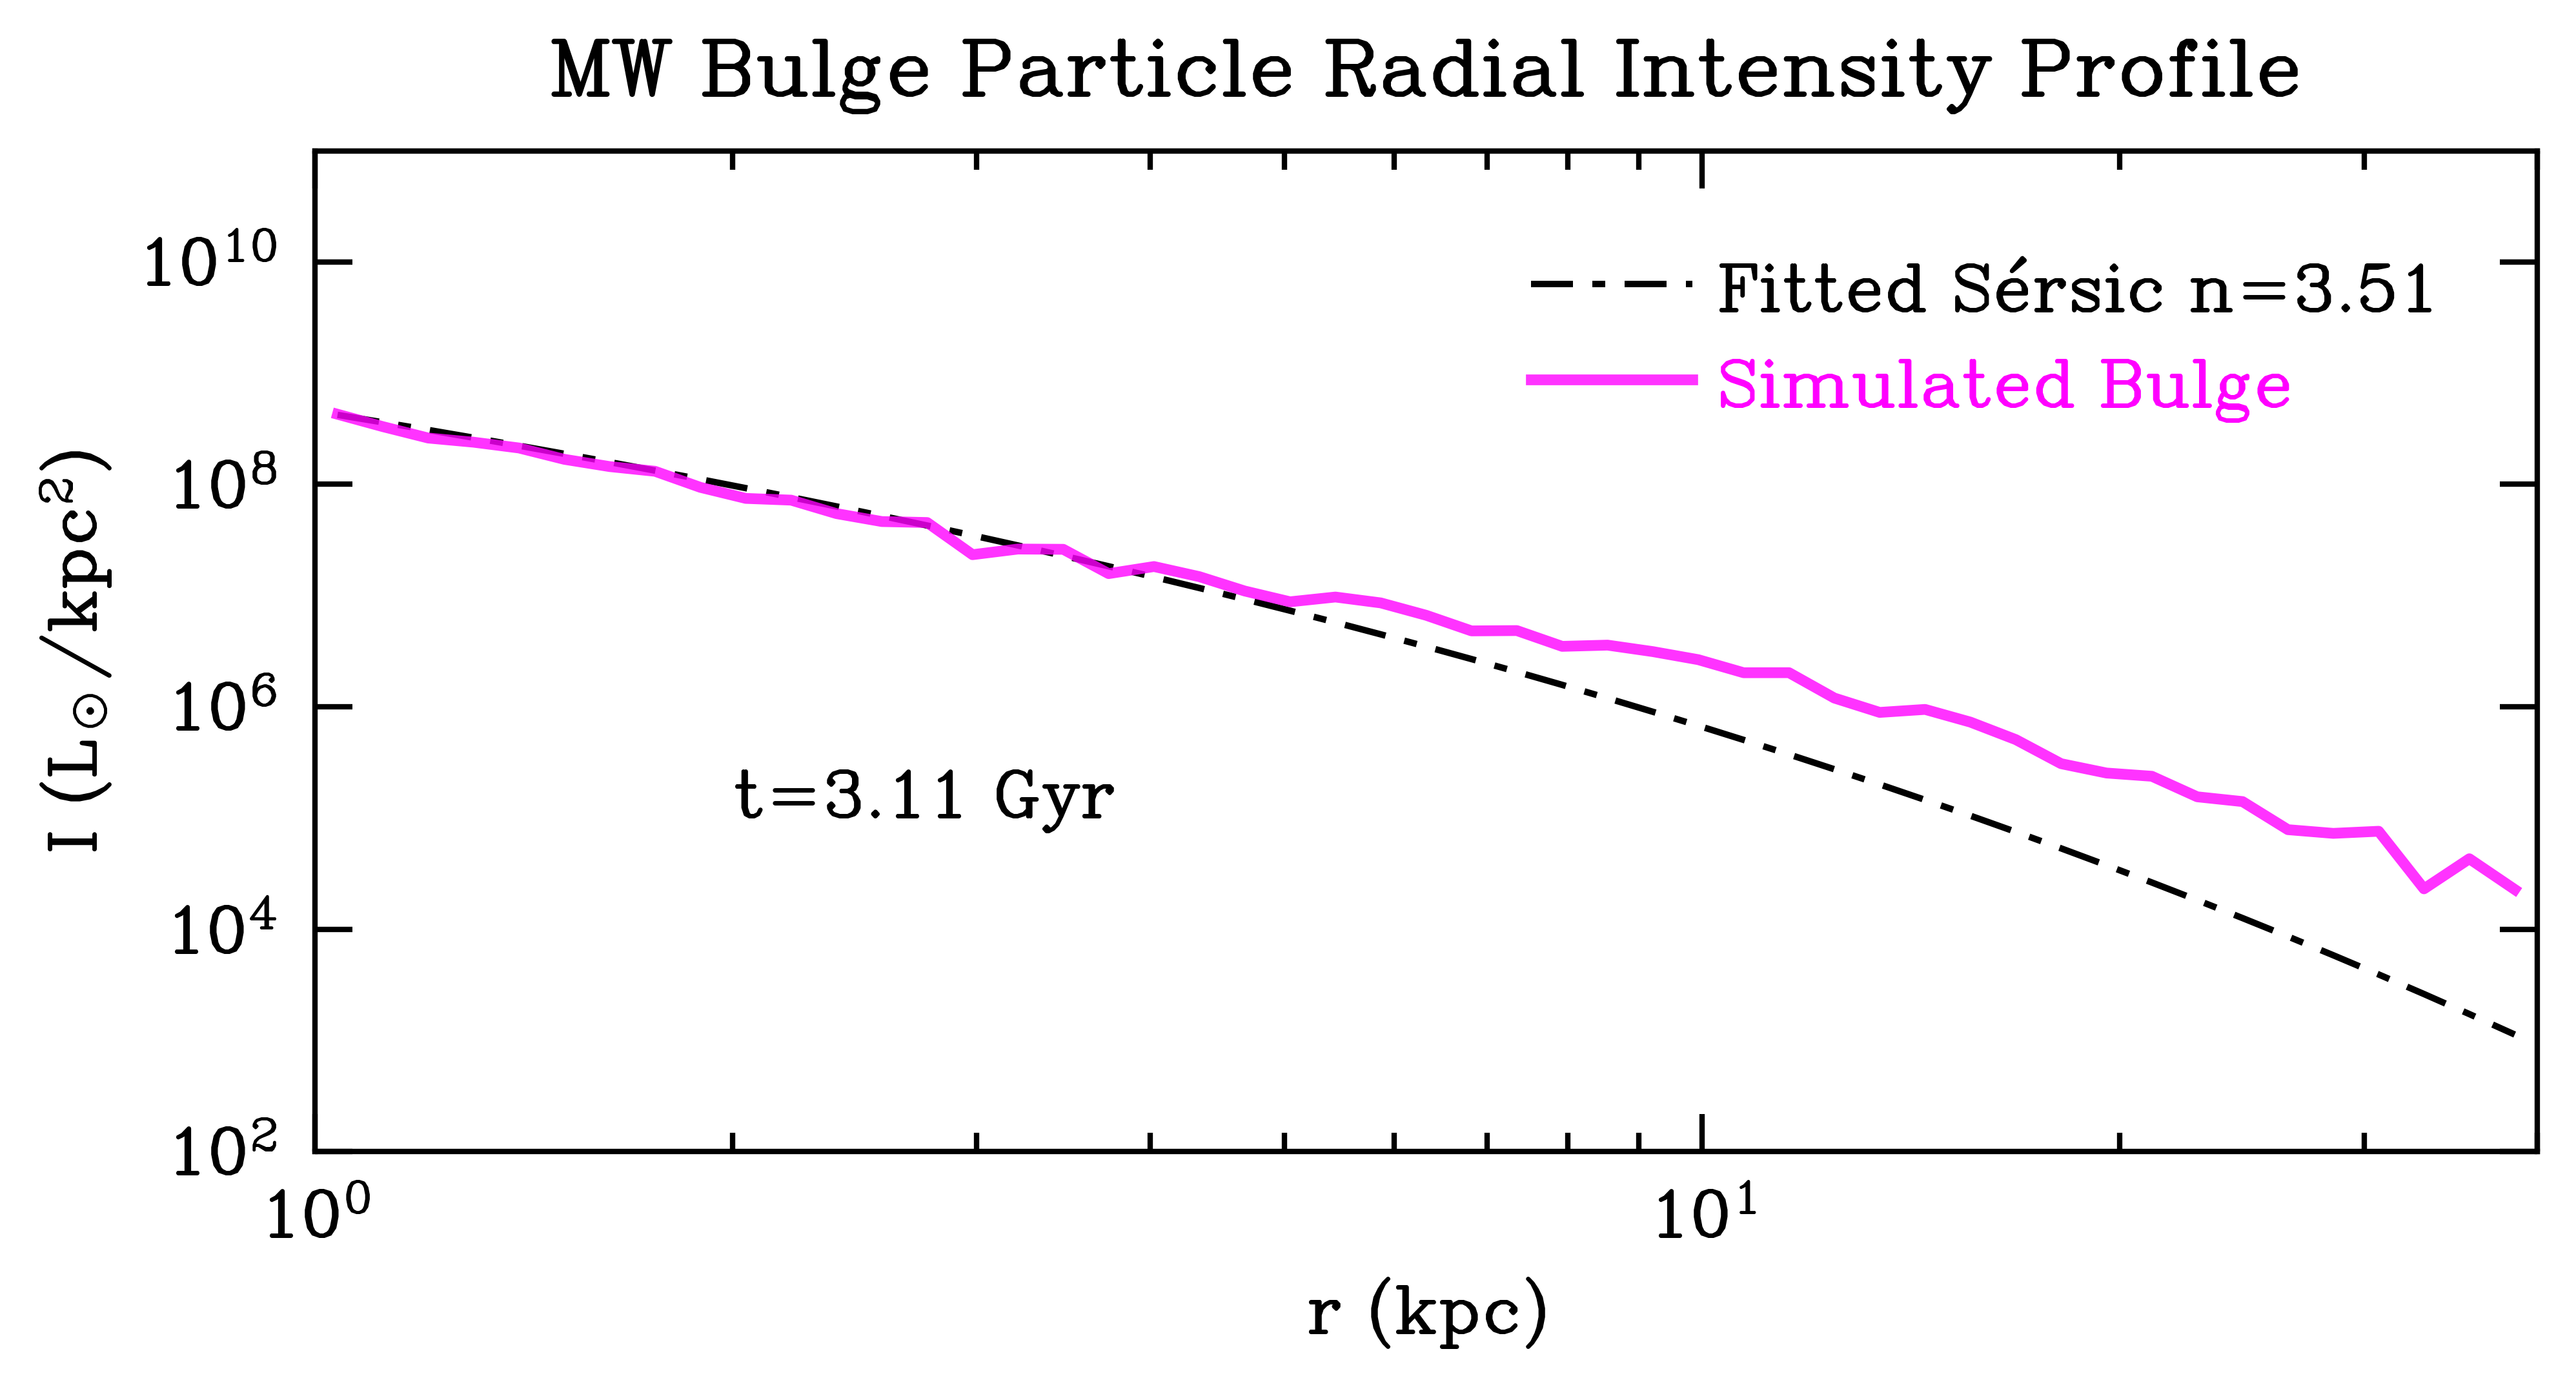 MW Bulge Particle Radial Intensity Profile
10¹⁰
10⁸
10⁶
10⁴
10²
I (L⊙/kpc²)
Fitted Sérsic n=3.51
Simulated Bulge
t=3.11 Gyr
10⁰ 10¹
r (kpc)